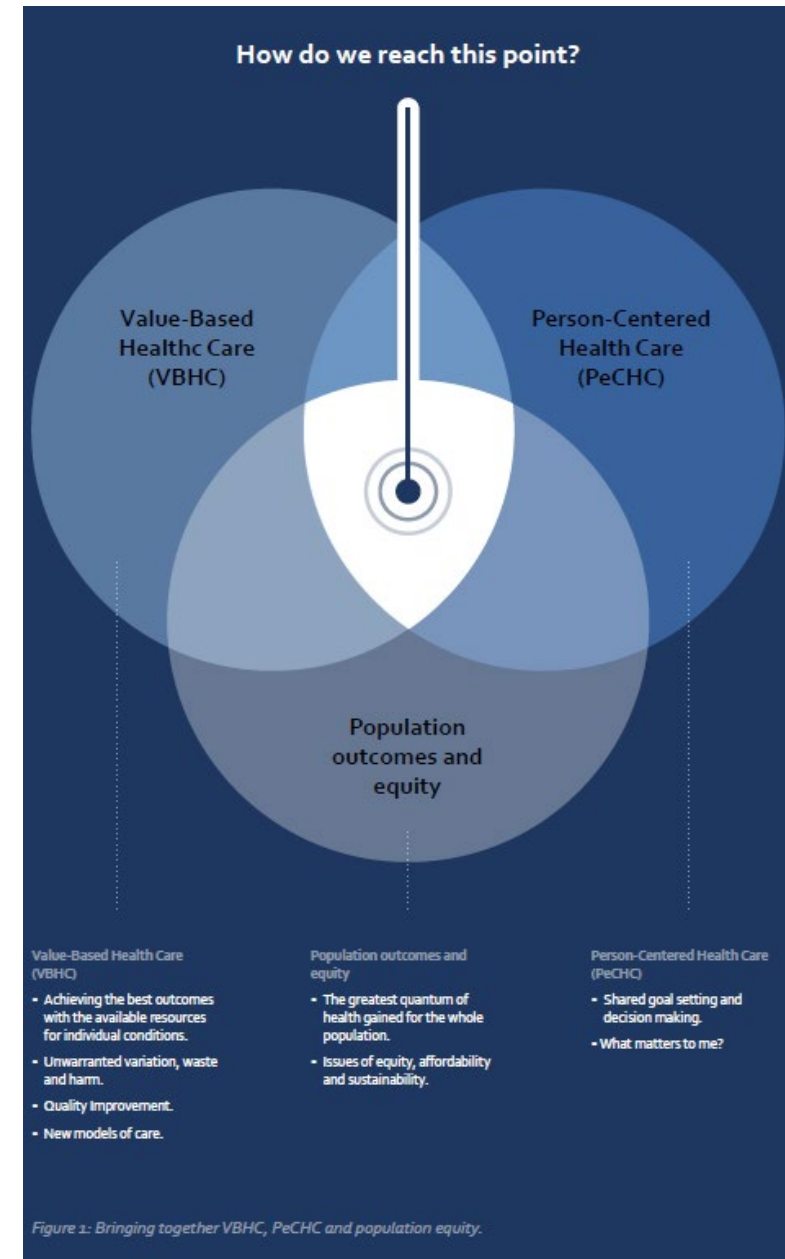 How do we reach this point?
Value-Based
Healthc Care
(VBHC)
Person-Centered
Health Care
(PeCHC)
Population
outcomes and
equity
Value-Based Health Care
(VBHC)
- Achieving the best outcomes
with the available resources
for individual conditions.
- Unwarranted variation, waste
and harm.
- Quality Improvement.
- New models of care.
Population outcomes and
equity
- The greatest quantum of
health gained for the whole
population.
- Issues of equity, affordability
and sustainability.
Person-Centered Health Care
(PeCHC)
- Shared goal setting and
decision making.
- What matters to me?
Figure 1: Bringing together VBHC, PeCHC and population equity.